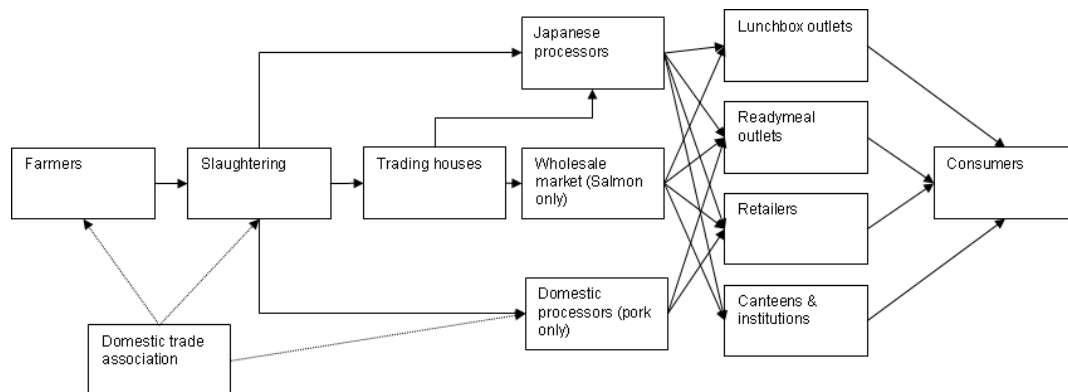 Japanese
processors
Lunchbox outlets
Readymeal
outlets
Farmers
Slaughtering
Trading houses
Wholesale
market (Salmon
only)
Consumers
Retailers
Domestic
processors (pork
only)
Canteens &
institutions
Domestic trade
association